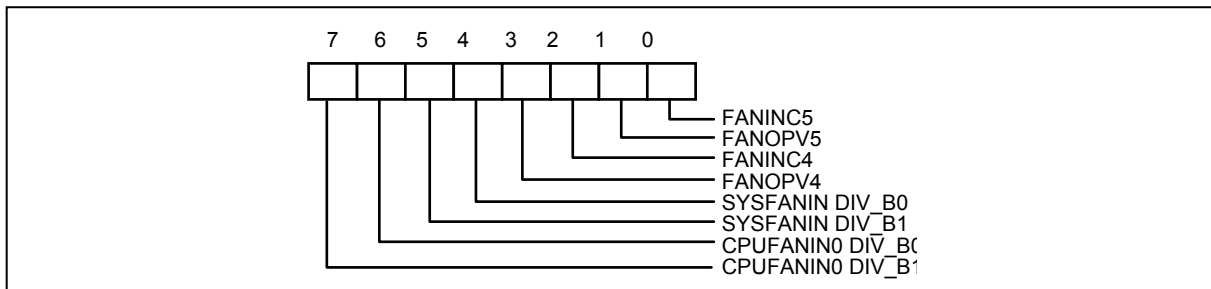 7 6 5 4 3 2 1 0
FANINC5
FANOPV5
FANINC4
FANOPV4
SYSFANIN DIV_B0
SYSFANIN DIV_B1
CPUFANIN0 DIV_B0
CPUFANIN0 DIV_B1